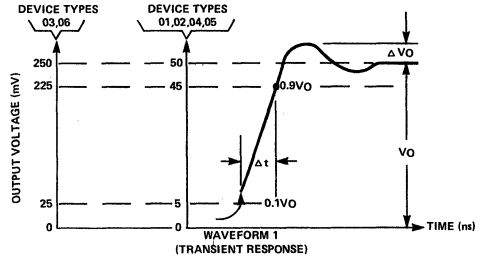 DEVICE TYPES
03,06
DEVICE TYPES
01,02,04,05
OUTPUT VOLTAGE (mV)
250
225
25
0
50
45
5
0
0.9VO
Δt
0.1VO
Δ VO
VO
TIME (ns)
WAVEFORM 1
(TRANSIENT RESPONSE)